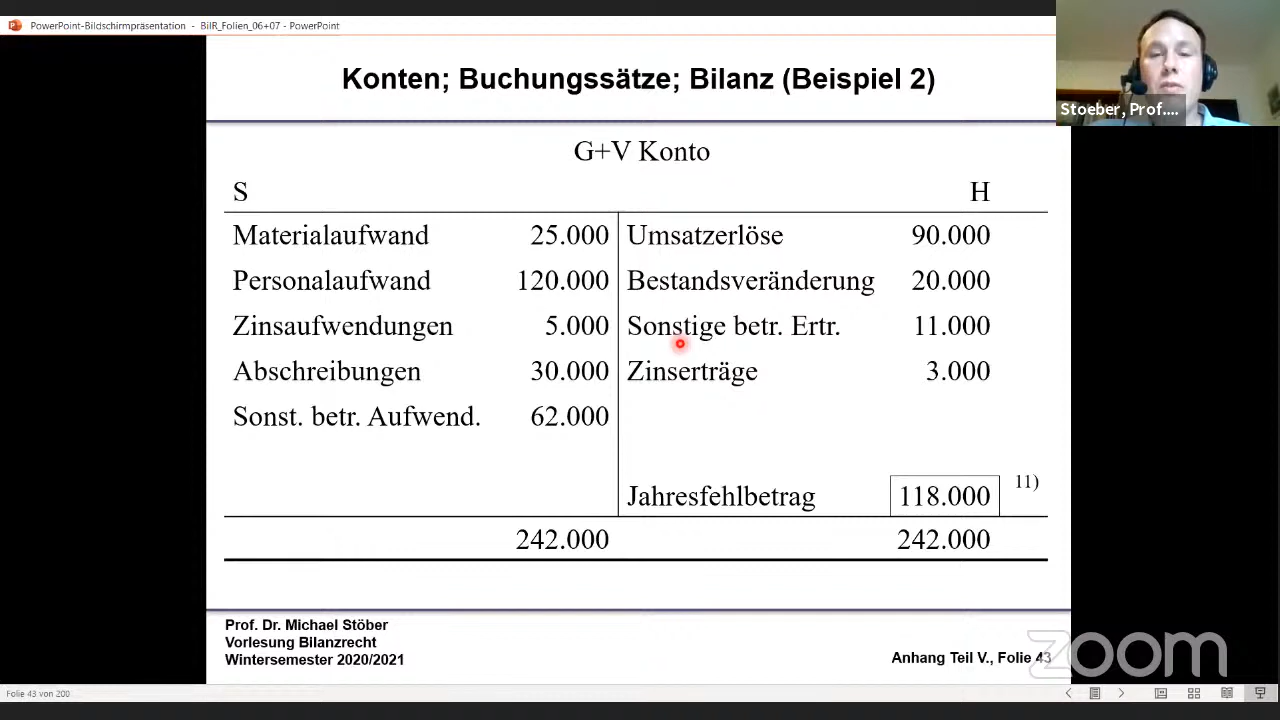 PowerPoint-Bildschirmpräsentation - BilR_Folien_06+07 - PowerPoint
Stoeber, Prof....
Konten; Buchungssätze; Bilanz (Beispiel 2)
G+V Konto
S H
Materialaufwand 25.000 Umsatzerlöse 90.000
Personalaufwand 120.000 Bestandsveränderung 20.000
Zinsaufwendungen 5.000 Sonstige betr. Ertr. 11.000
Abschreibungen 30.000 Zinserträge 3.000
Sonst. betr. Aufwend. 62.000
Jahresfehlbetrag 118.000 11)
242.000 242.000
Prof. Dr. Michael Stöber
Vorlesung Bilanzrecht
Wintersemester 2020/2021
Anhang Teil V., Folie 43
zoom
Folie 43 von 200